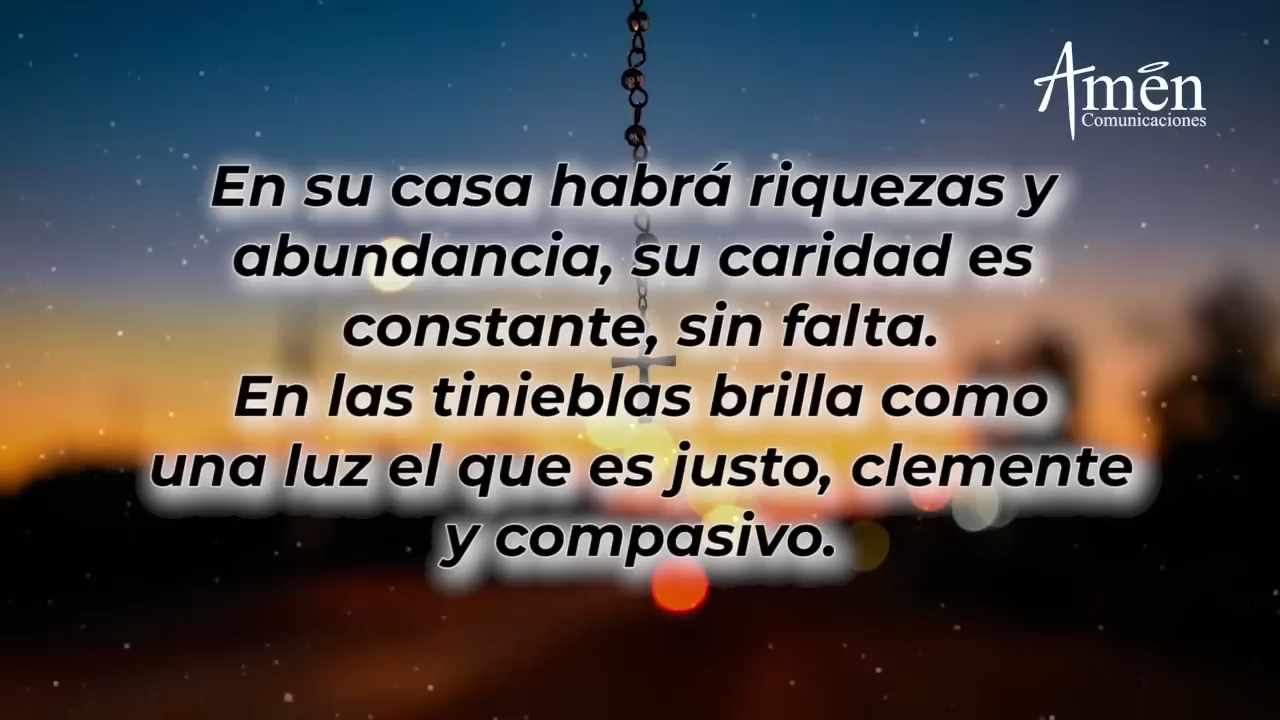 Amén
Comunicaciones
En su casa habrá riquezas y
abundancia, su caridad es
constante, sin falta.
En las tinieblas brilla como
una luz el que es justo, clemente
y compasivo.